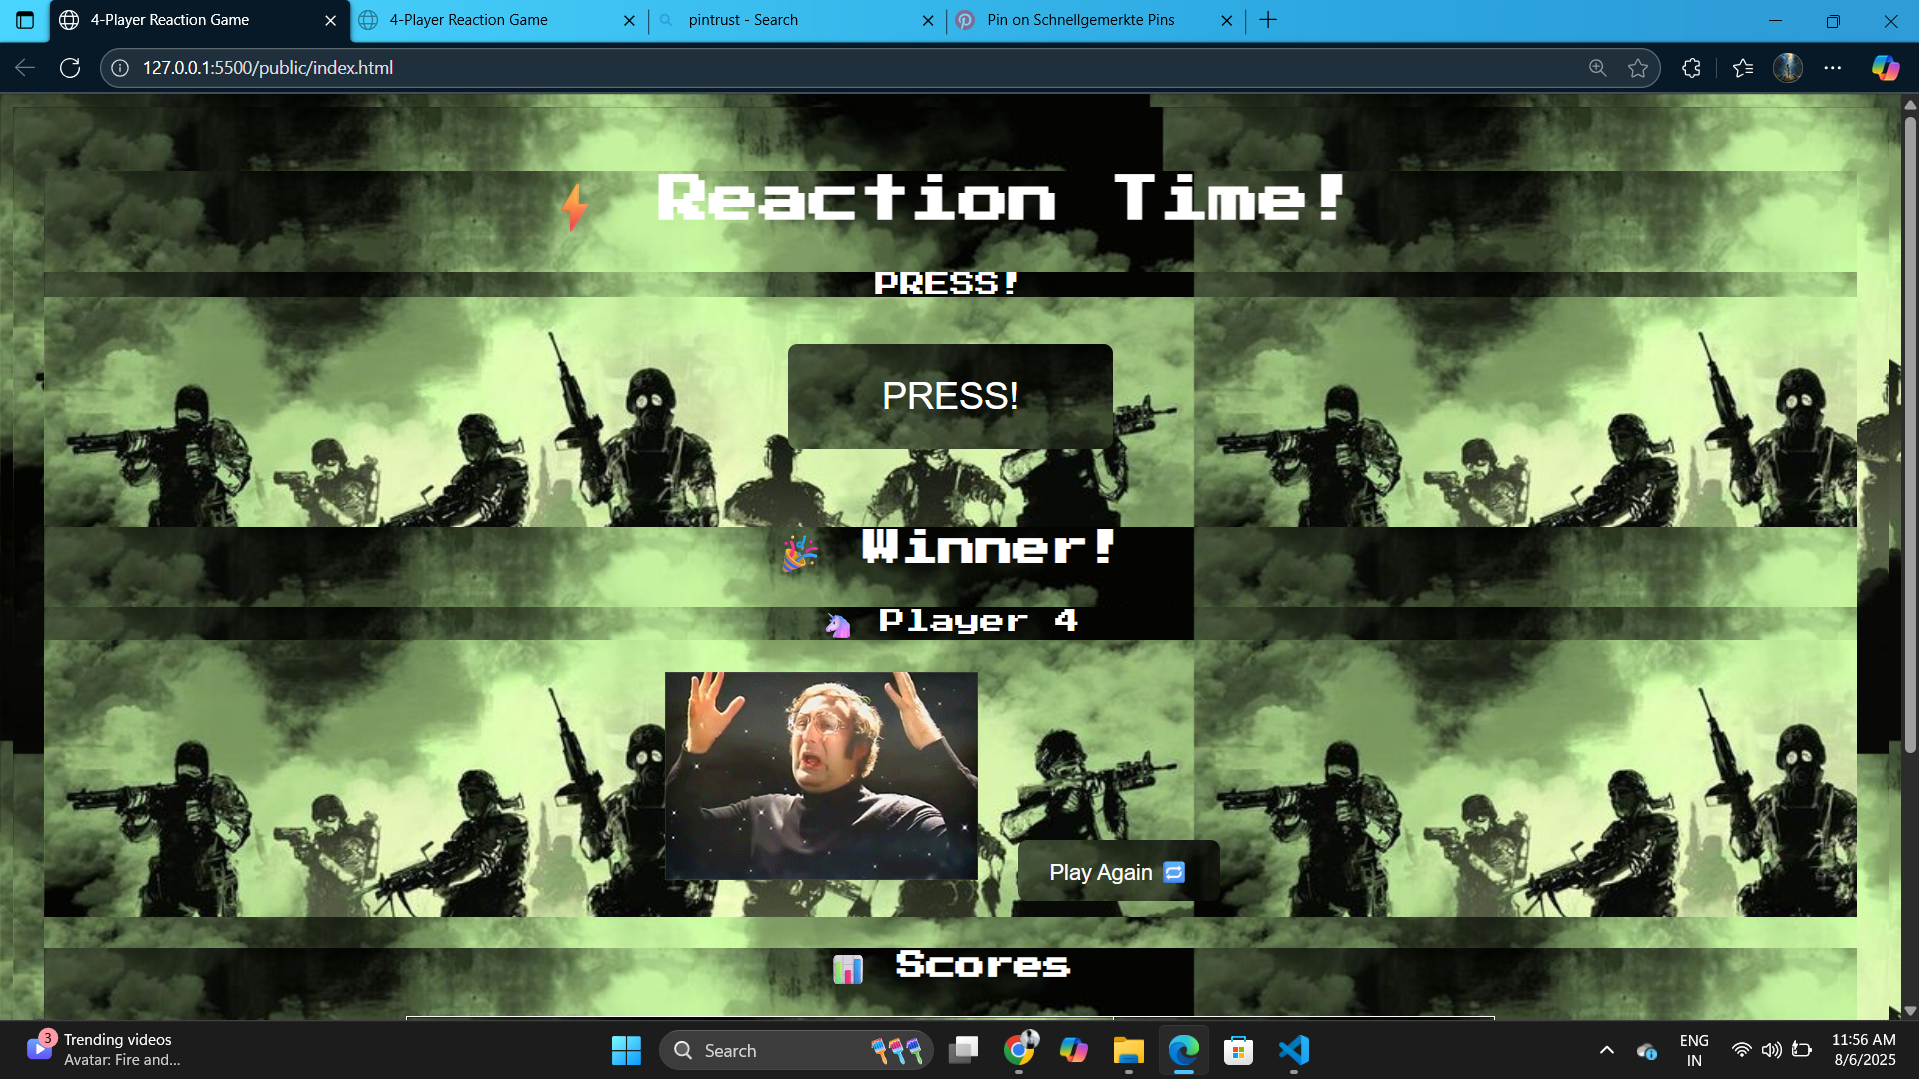 4-Player Reaction Game
4-Player Reaction Game
pintrust - Search
Pin on Schnellgemerkte Pins
127.0.0.1:5500/public/index.html
⚡ Reaction Time!
PRESS!
PRESS!
🎉 Winner!
🦄 Player 4
Play Again 🔁
📊 Scores
3
Trending videos
Avatar: Fire and...
Search
ENG
IN
11:56 AM
8/6/2025